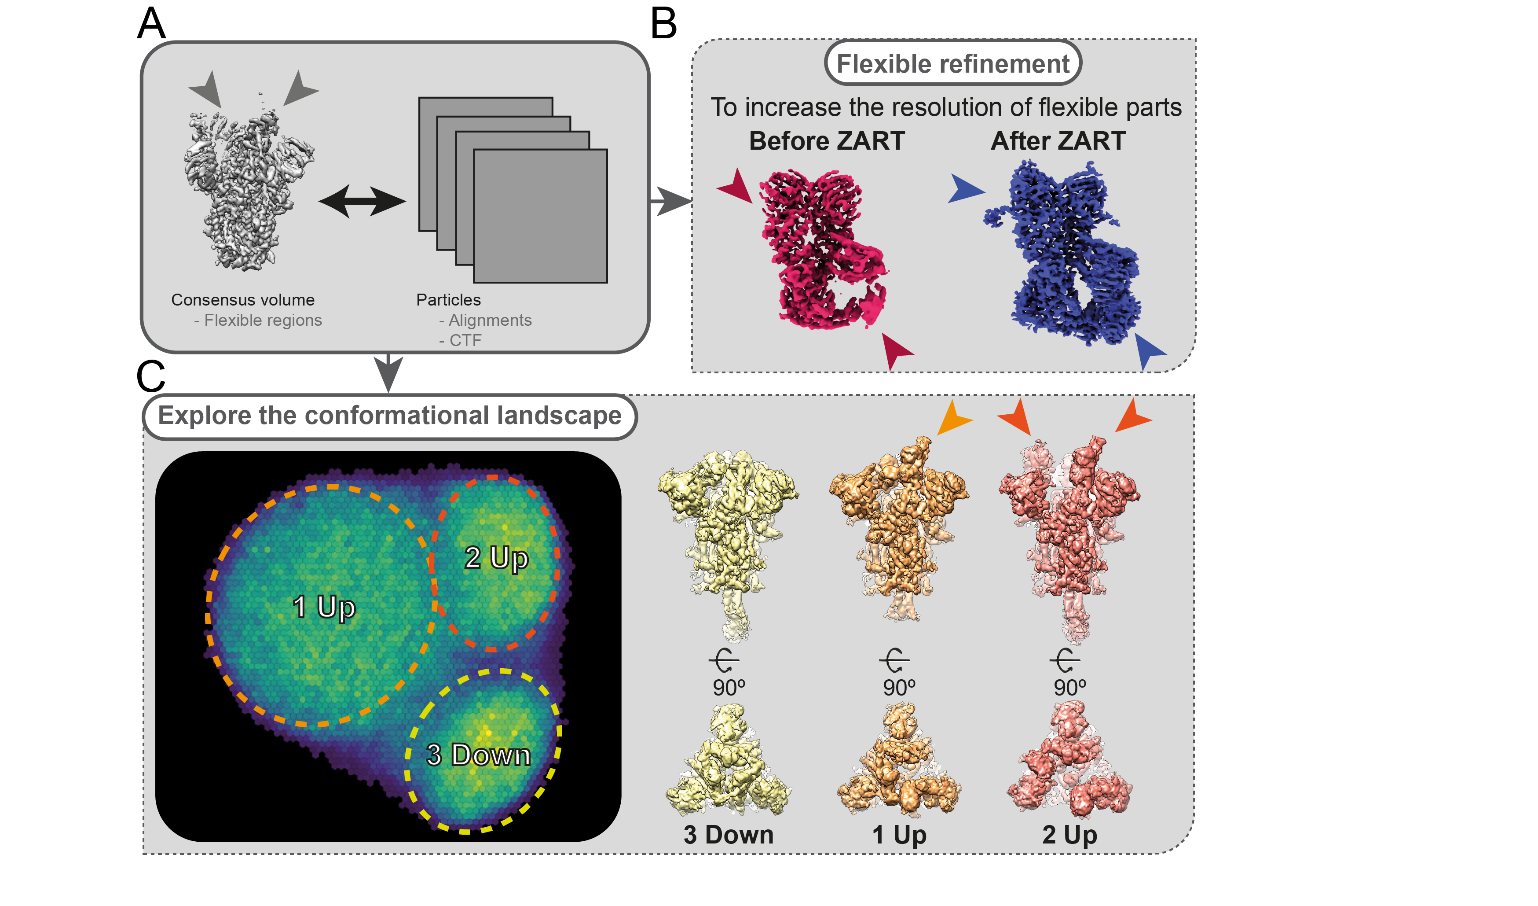 A
B
Flexible refinement
To increase the resolution of flexible parts
Before ZART
After ZART
Consensus volume
- Flexible regions
Particles
- Alignments
- CTF
C
Explore the conformational landscape
2 Up
1 Up
3 Down
90º
90º
90º
3 Down
1 Up
2 Up